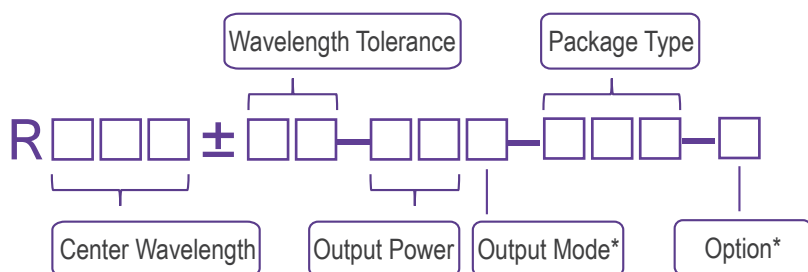 Wavelength Tolerance
Package Type
R □□□ ± □□-□□□-□□□-□
Center Wavelength
Output Power
Output Mode*
Option*